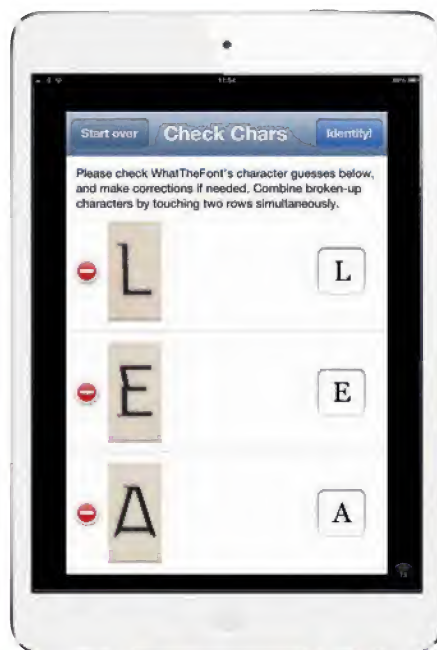 11:54
Start over Check Chars Identify!
Please check WhatTheFont's character guesses below,
and make corrections if needed. Combine broken-up
characters by touching two rows simultaneously.
L L
E E
A A